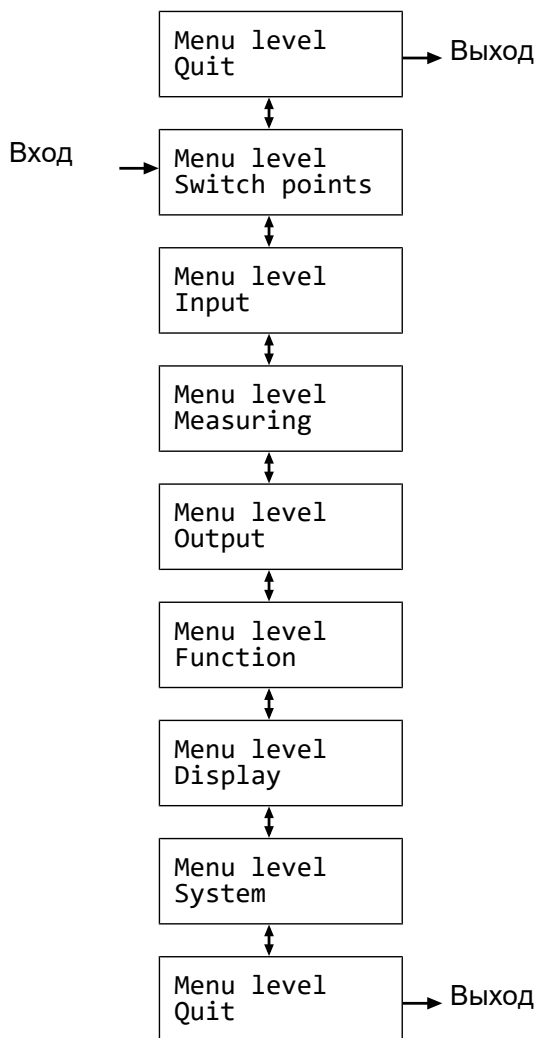 Menu level
Quit
Выход
Вход
Menu level
Switch points
Menu level
Input
Menu level
Measuring
Menu level
Output
Menu level
Function
Menu level
Display
Menu level
System
Menu level
Quit
Выход